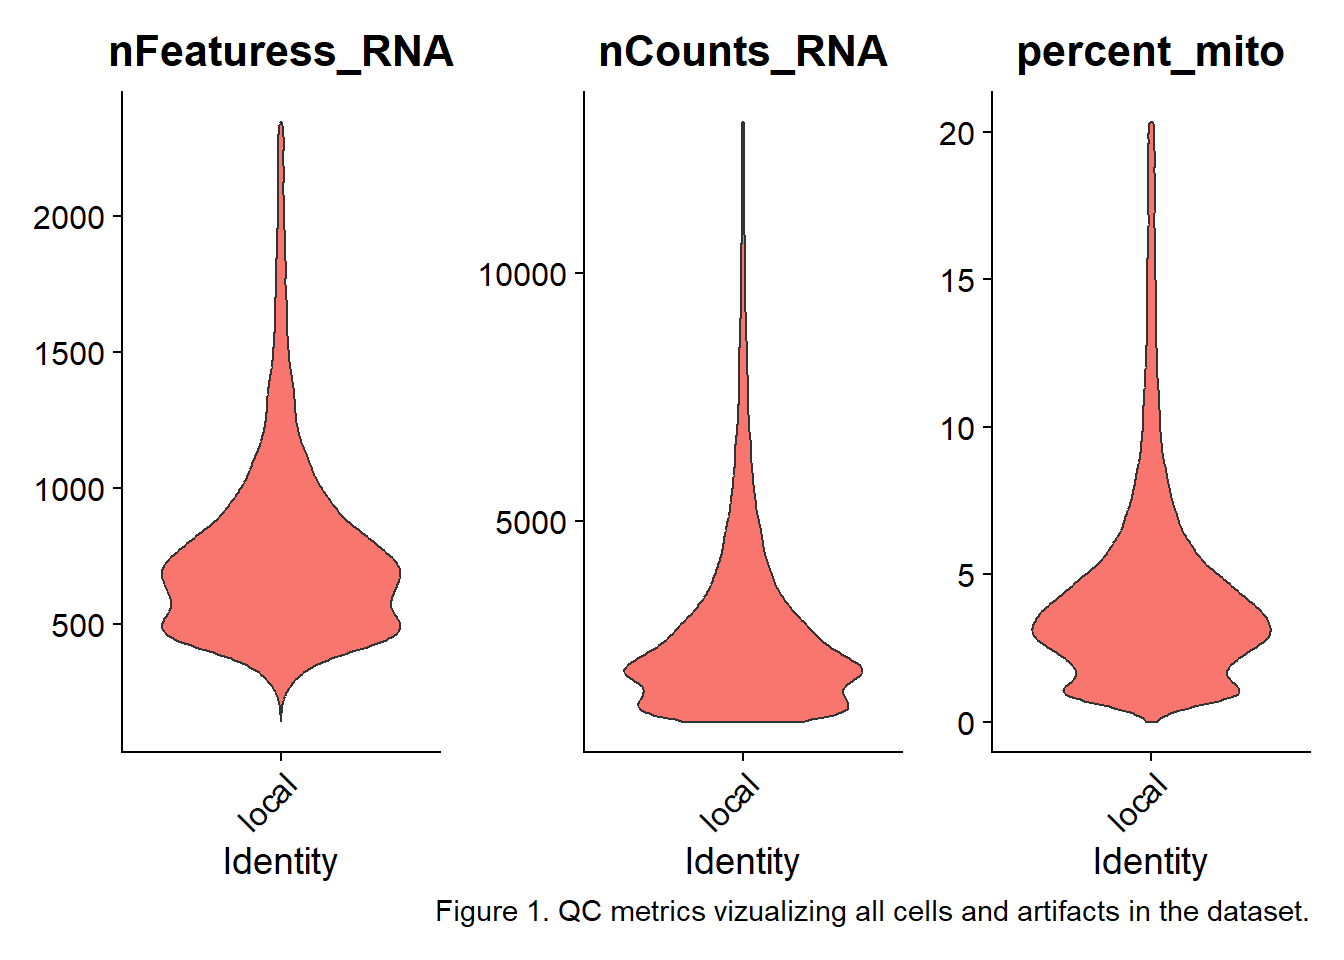 nFeaturess_RNA
2000
1500
1000
500
local
Identity
nCounts_RNA
10000
5000
local
Identity
percent_mito
20
15
10
5
0
local
Identity
Figure 1. QC metrics vizualizing all cells and artifacts in the dataset.